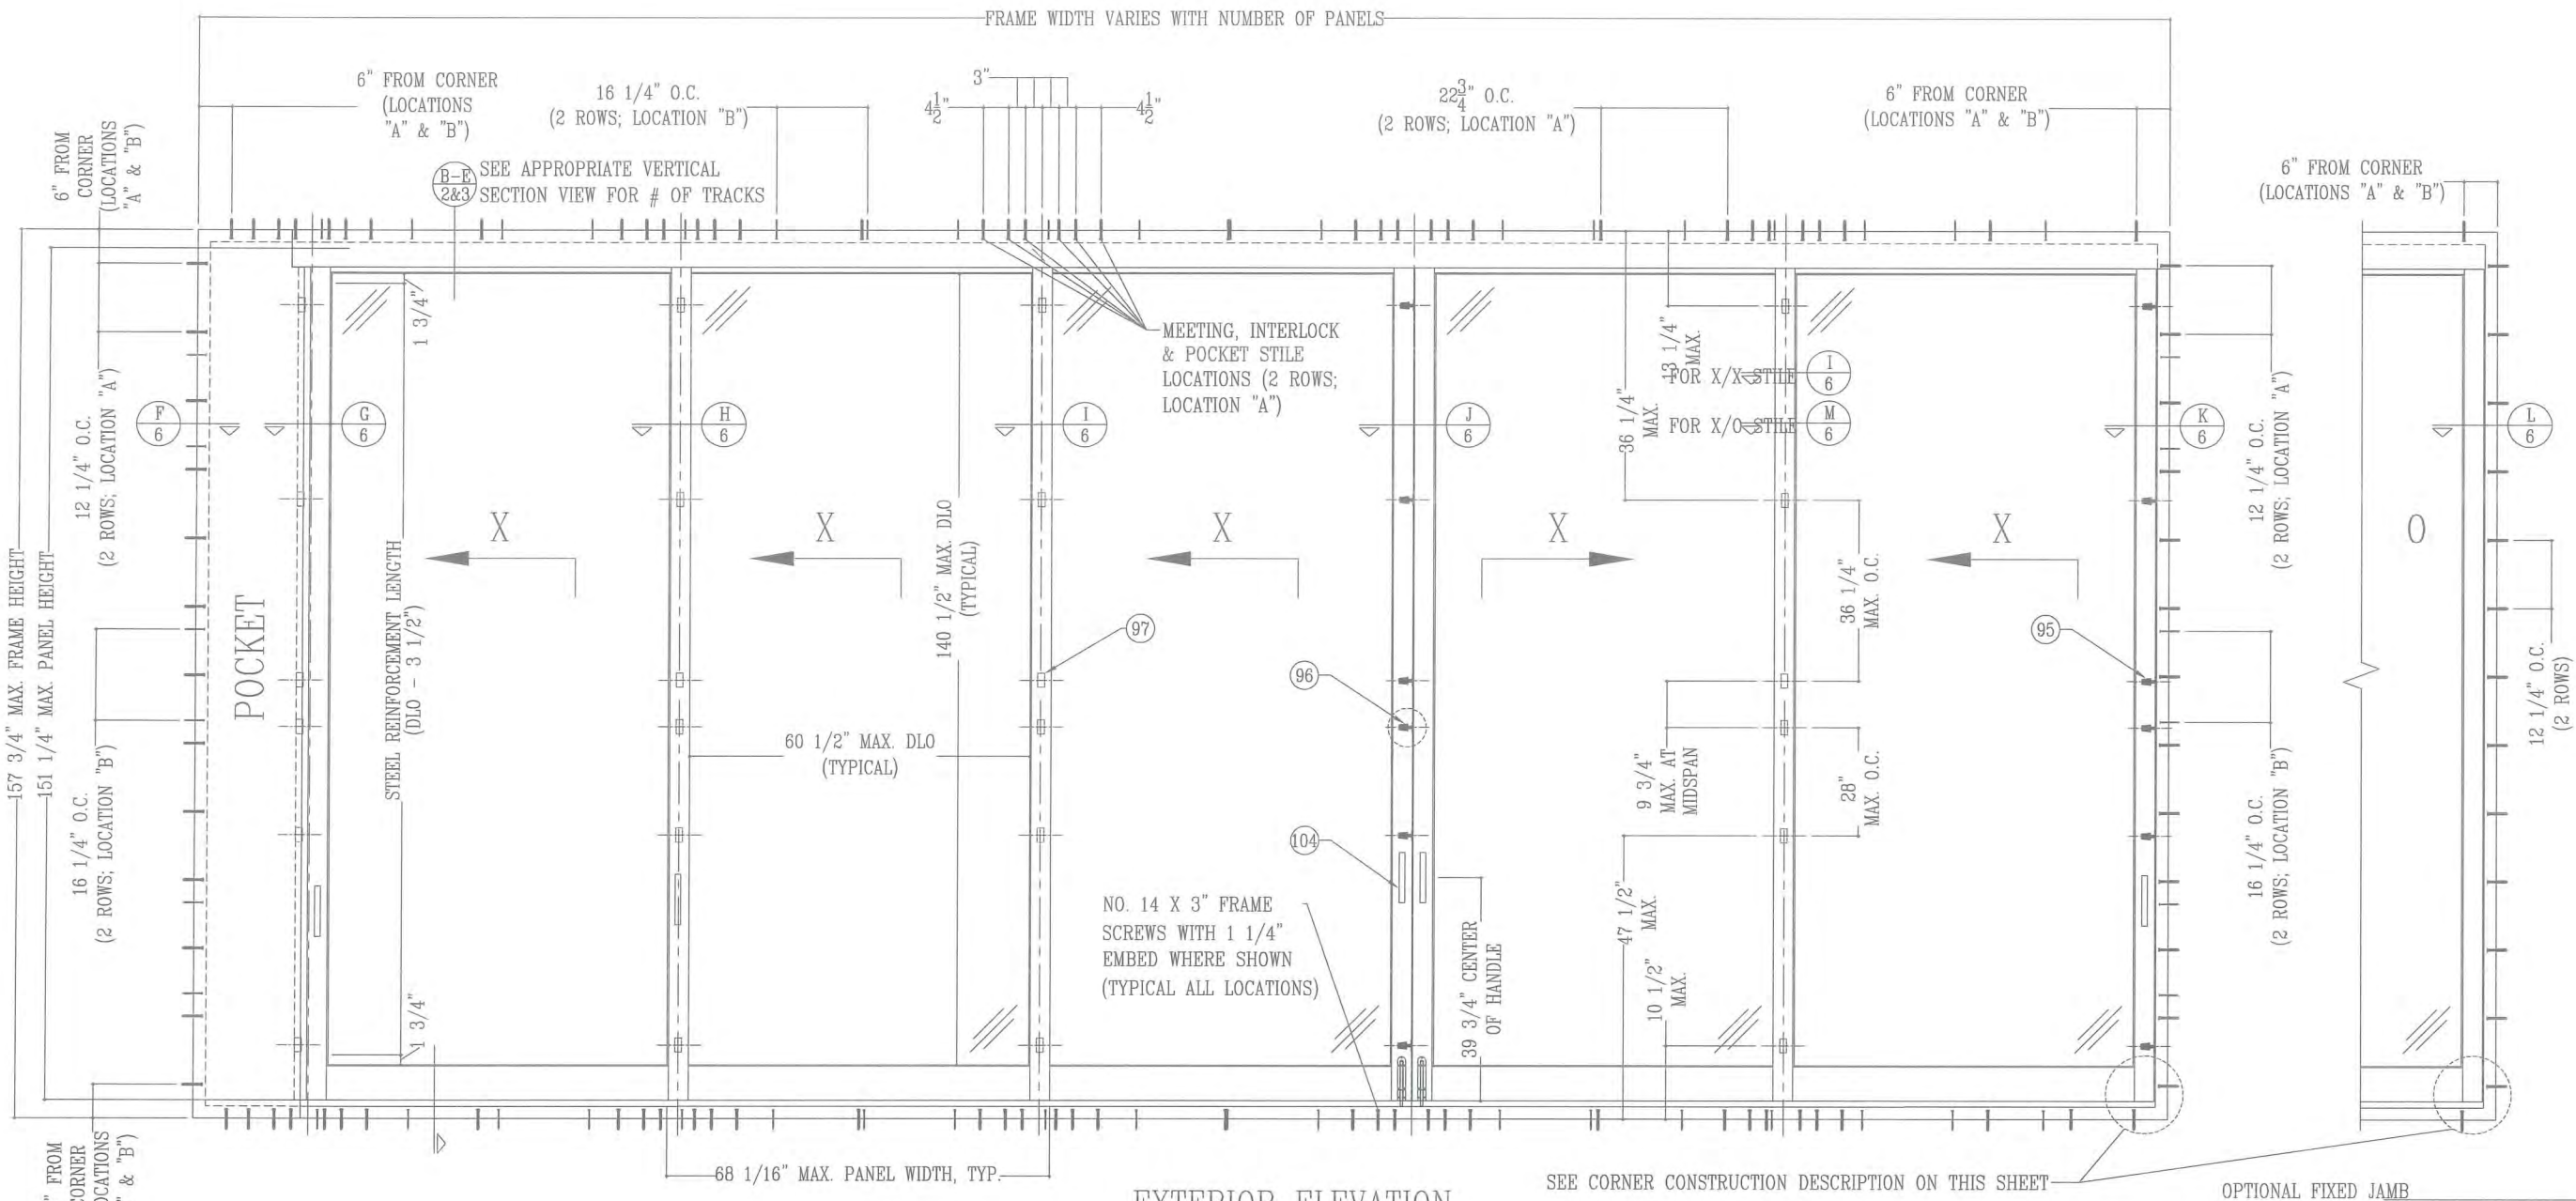 FRAME WIDTH VARIES WITH NUMBER OF PANELS
6" FROM CORNER
(LOCATIONS
"A" & "B")
16 1/4" O.C.
(2 ROWS; LOCATION "B")
3"
4 1/2"
4 1/2"
22 3/4" O.C.
(2 ROWS; LOCATION "A")
6" FROM CORNER
(LOCATIONS "A" & "B")
6" FROM
CORNER
(LOCATIONS
"A" & "B")
B-E
2&3
SEE APPROPRIATE VERTICAL
SECTION VIEW FOR # OF TRACKS
6" FROM CORNER
(LOCATIONS "A" & "B")
1 3/4"
MEETING, INTERLOCK
& POCKET STILE
LOCATIONS (2 ROWS;
LOCATION "A")
13 1/4"
MAX.
FOR X/X STILE
I
6
36 1/4"
MAX.
FOR X/O STILE
M
6
F
6
G
6
H
6
I
6
J
6
K
6
L
6
12 1/4" O.C.
(2 ROWS; LOCATION "A")
12 1/4" O.C.
(2 ROWS; LOCATION "A")
X
X
X
X
X
O
157 3/4" MAX. FRAME HEIGHT
151 1/4" MAX. PANEL HEIGHT
POCKET
STEEL REINFORCEMENT LENGTH
(DLO - 3 1/2")
140 1/2" MAX. DLO
(TYPICAL)
97
96
95
36 1/4"
MAX. O.C.
12 1/4" O.C.
(2 ROWS)
60 1/2" MAX. DLO
(TYPICAL)
9 3/4"
MAX. AT
MIDSPAN
28"
MAX. O.C.
16 1/4" O.C.
(2 ROWS; LOCATION "B")
16 1/4" O.C.
(2 ROWS; LOCATION "B")
104
NO. 14 X 3" FRAME
SCREWS WITH 1 1/4"
EMBED WHERE SHOWN
(TYPICAL ALL LOCATIONS)
39 3/4" CENTER
OF HANDLE
47 1/2"
MAX.
10 1/2"
MAX.
1 3/4"
" FROM
CORNER
LOCATIONS
" & "B")
68 1/16" MAX. PANEL WIDTH, TYP.
EXTERIOR ELEVATION
SEE CORNER CONSTRUCTION DESCRIPTION ON THIS SHEET
OPTIONAL FIXED JAMB